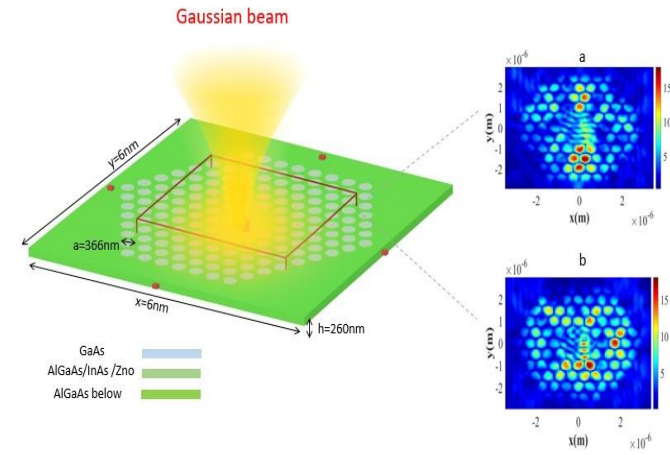 Gaussian beam
y=6nm
a=366nm
x=6nm
h=260nm
GaAs
AlGaAs/InAs /Zno
AlGaAs below
a
×10⁻⁶
y(m)
2
1
0
-1
-2
-2 0 2
x(m) ×10⁻⁶
15
10
5
b
×10⁻⁶
y(m)
2
1
0
-1
-2
-2 0 2
x(m) ×10⁻⁶
15
10
5